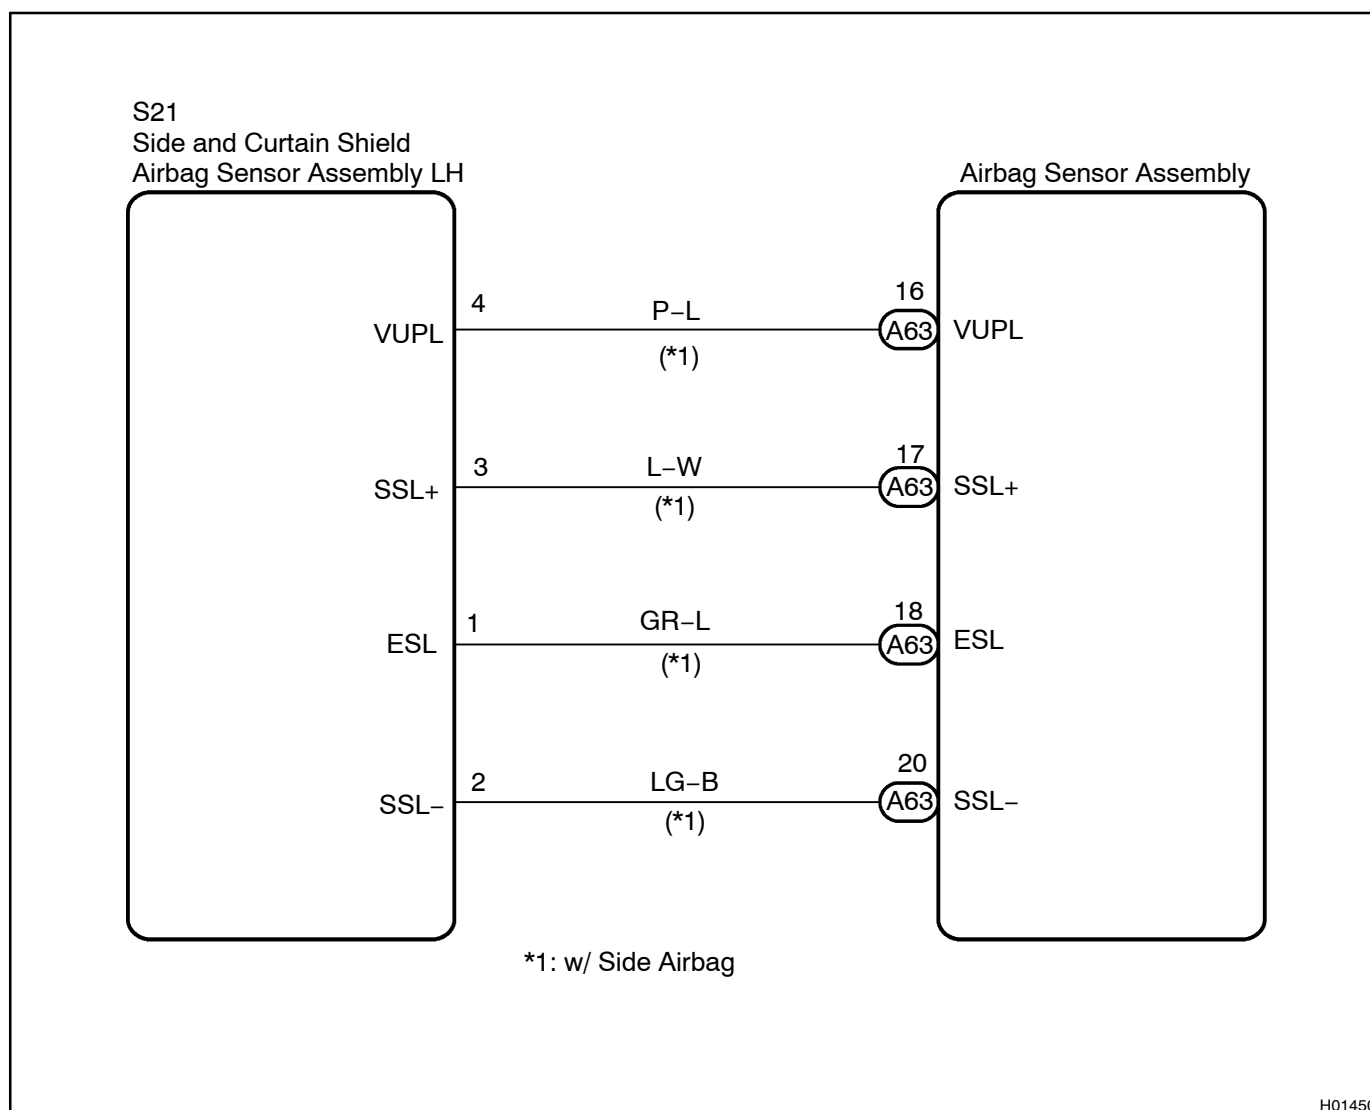 S21
Side and Curtain Shield
Airbag Sensor Assembly LH
Airbag Sensor Assembly
VUPL
4
P−L
(*1)
16
A63
VUPL
SSL+
3
L−W
(*1)
17
A63
SSL+
ESL
1
GR−L
(*1)
18
A63
ESL
SSL−
2
LG−B
(*1)
20
A63
SSL−
*1: w/ Side Airbag
H01450